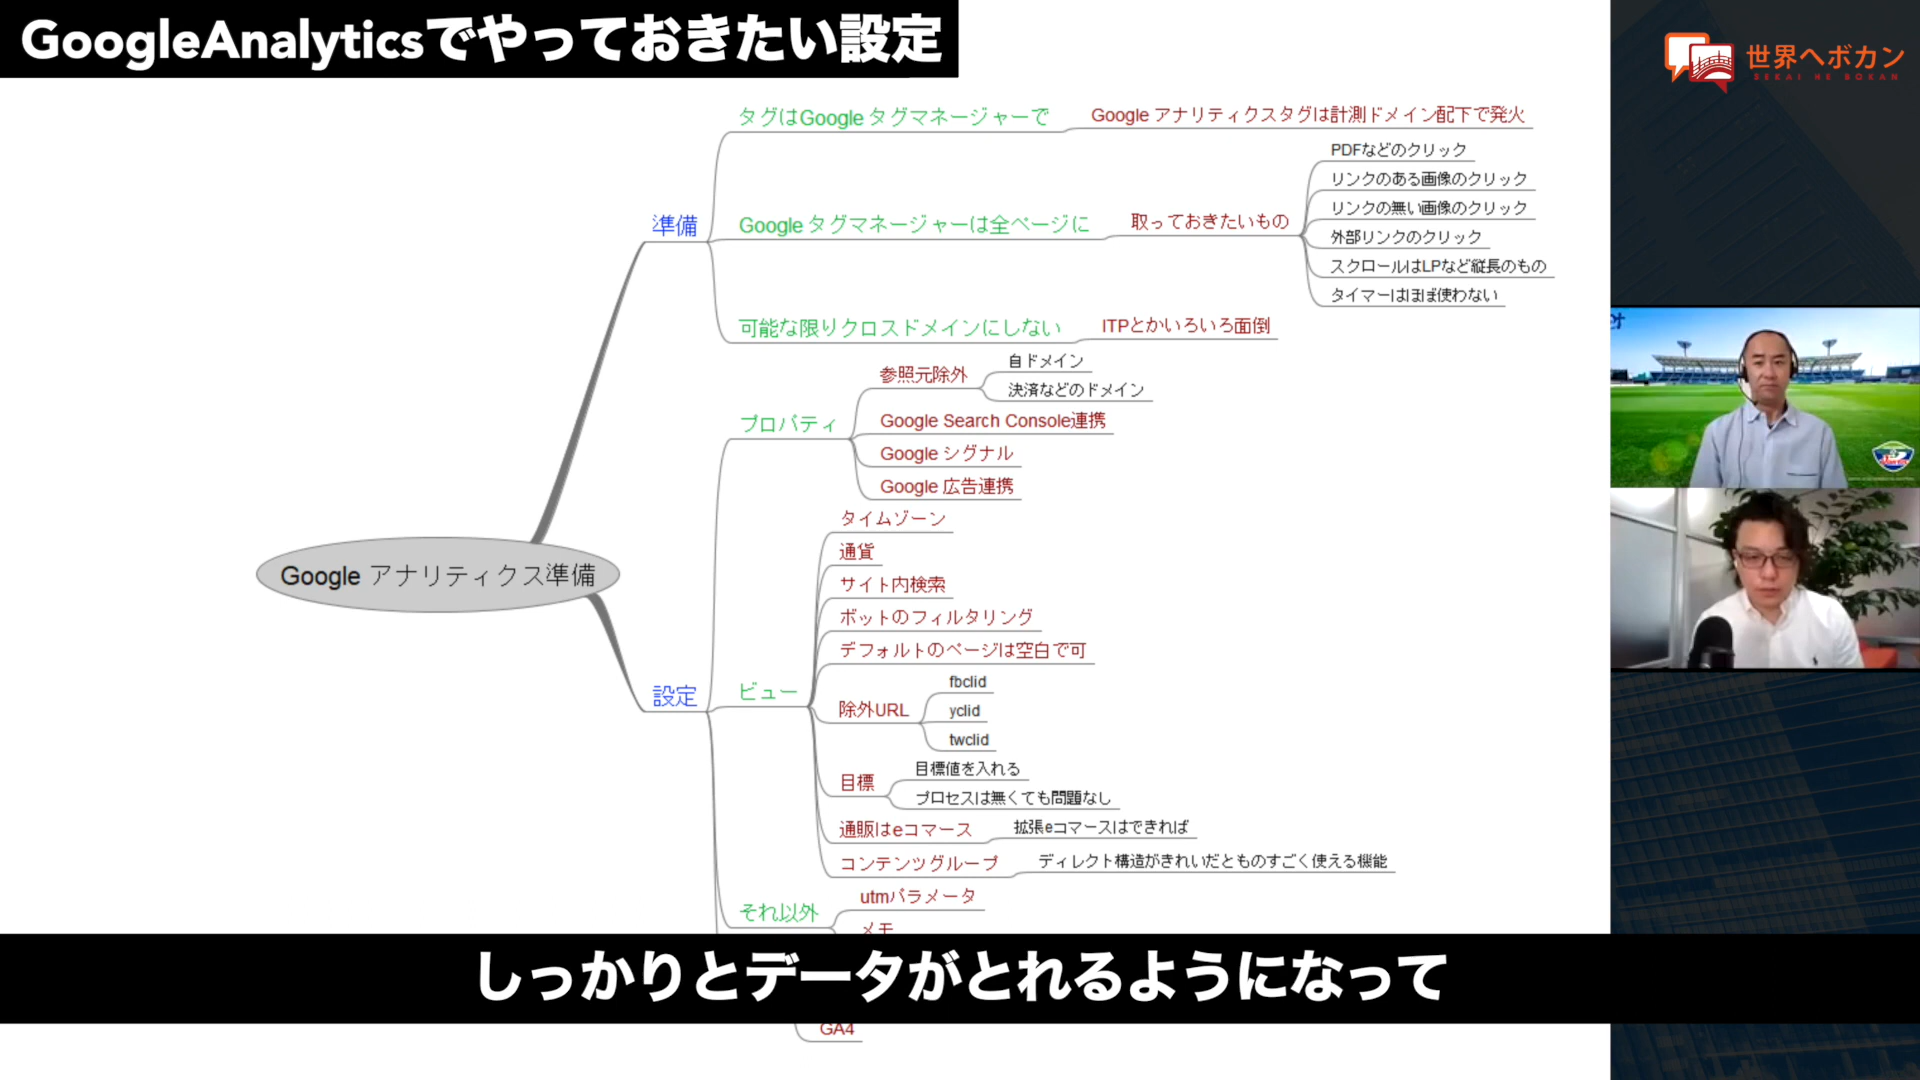 GoogleAnalyticsでやっておきたい設定
世界へボカン
SEKAI HE BOKAN
タグはGoogle タグマネージャーで
Google アナリティクスタグは計測ドメイン配下で発火
PDFなどのクリック
リンクのある画像のクリック
準備
Google タグマネージャーは全ページに
取っておきたいもの
リンクの無い画像のクリック
外部リンクのクリック
スクロールはLPなど縦長のもの
タイマーはほぼ使わない
可能な限りクロスドメインにしない
ITPとかいろいろ面倒
参照元除外
自ドメイン
決済などのドメイン
プロパティ
Google Search Console連携
Google シグナル
Google 広告連携
Google アナリティクス準備
タイムゾーン
通貨
サイト内検索
ボットのフィルタリング
デフォルトのページは空白で可
設定
ビュー
除外URL
fbclid
yclid
twclid
目標
目標値を入れる
プロセスは無くても問題なし
通販はeコマース
拡張eコマースはできれば
コンテンツグループ
ディレクト構造がきれいだとものすごく使える機能
それ以外
utmパラメータ
メモ
しっかりとデータがとれるようになって
GA4